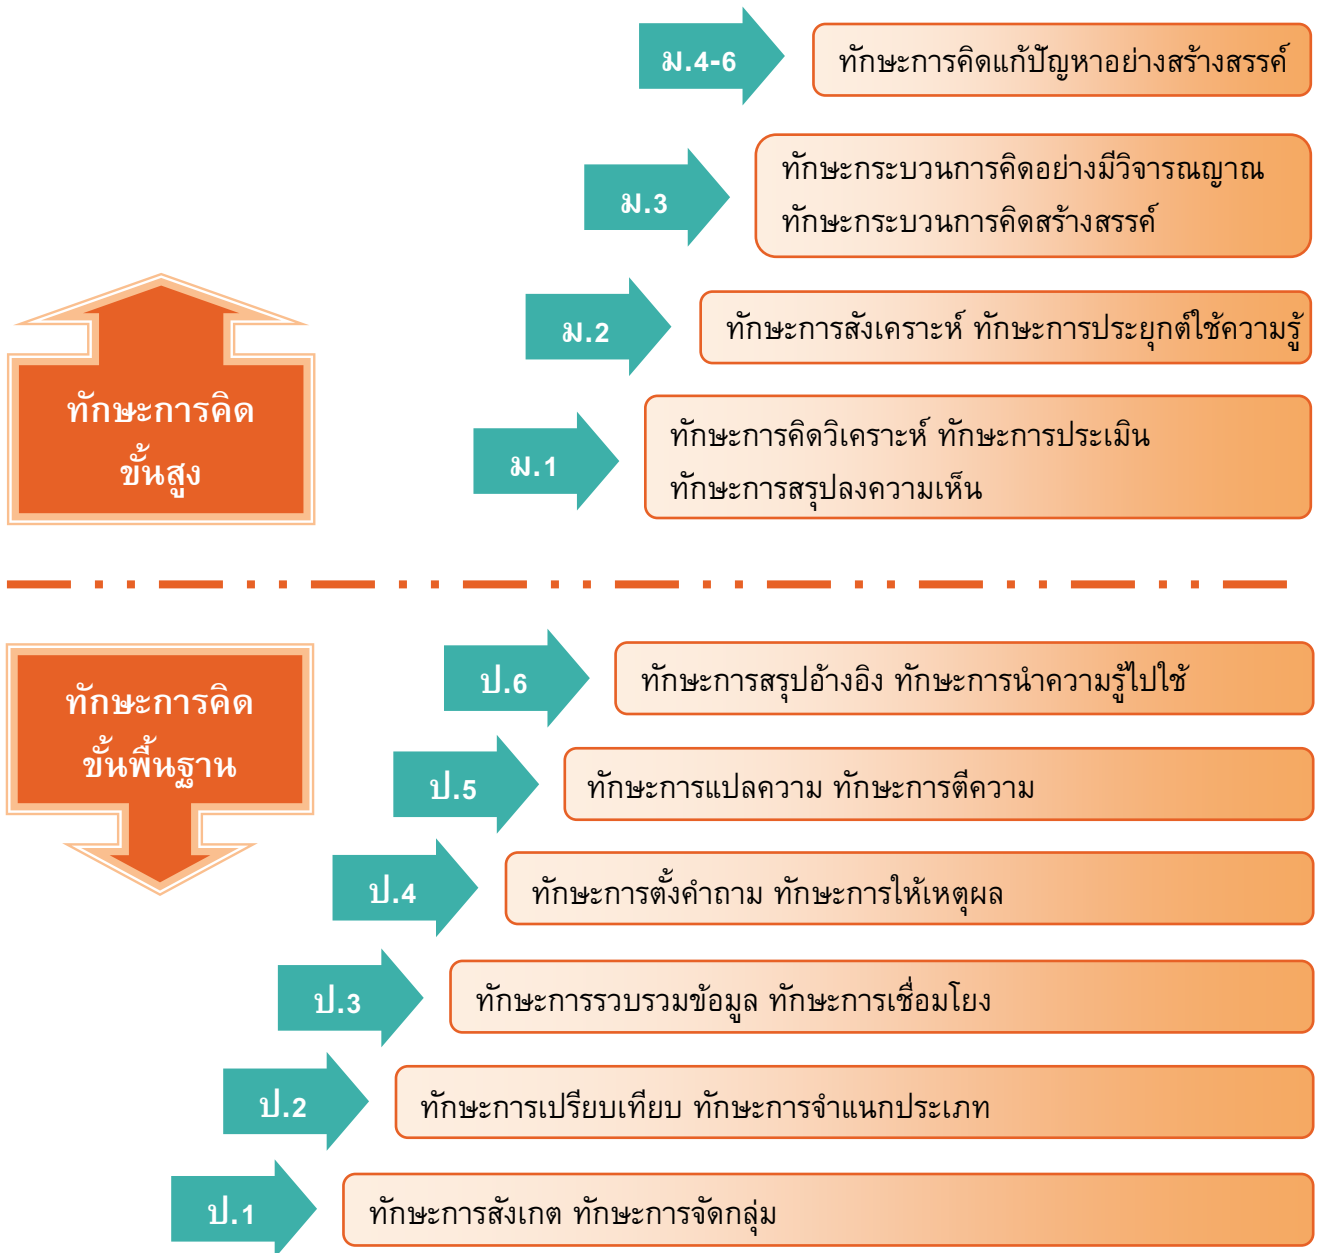 ม.4-6
ทักษะการคิดแก้ปัญหาอย่างสร้างสรรค์
ม.3
ทักษะกระบวนการคิดอย่างมีวิจารณญาณ
ทักษะกระบวนการคิดสร้างสรรค์
ม.2
ทักษะการสังเคราะห์ ทักษะการประยุกต์ใช้ความรู้
ทักษะการคิด
ขั้นสูง
ม.1
ทักษะการคิดวิเคราะห์ ทักษะการประเมิน
ทักษะการสรุปลงความเห็น
ทักษะการคิด
ขั้นพื้นฐาน
ป.6
ทักษะการสรุปอ้างอิง ทักษะการนำความรู้ไปใช้
ป.5
ทักษะการแปลความ ทักษะการตีความ
ป.4
ทักษะการตั้งคำถาม ทักษะการให้เหตุผล
ป.3
ทักษะการรวบรวมข้อมูล ทักษะการเชื่อมโยง
ป.2
ทักษะการเปรียบเทียบ ทักษะการจำแนกประเภท
ป.1
ทักษะการสังเกต ทักษะการจัดกลุ่ม